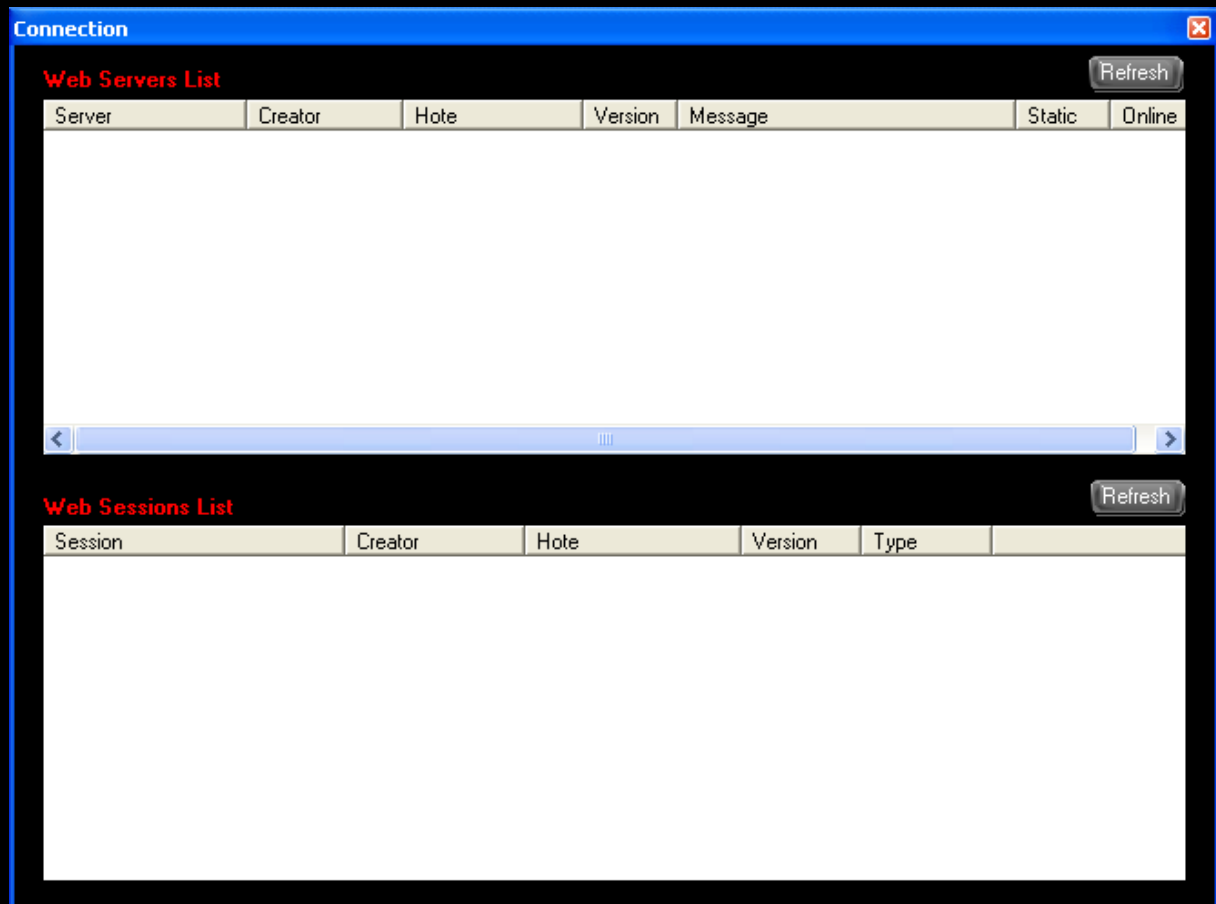 Connection
Web Servers List Refresh
Server Creator Hote Version Message Static Online
Web Sessions List Refresh
Session Creator Hote Version Type